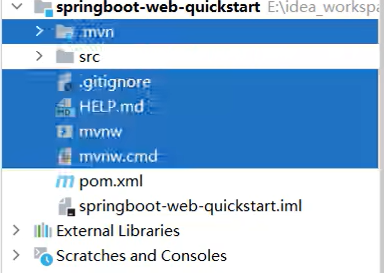 springboot-web-quickstart E:\idea_workspa
.mvn
src
.gitignore
HELP.md
mvnw
mvnw.cmd
pom.xml
springboot-web-quickstart.iml
External Libraries
Scratches and Consoles